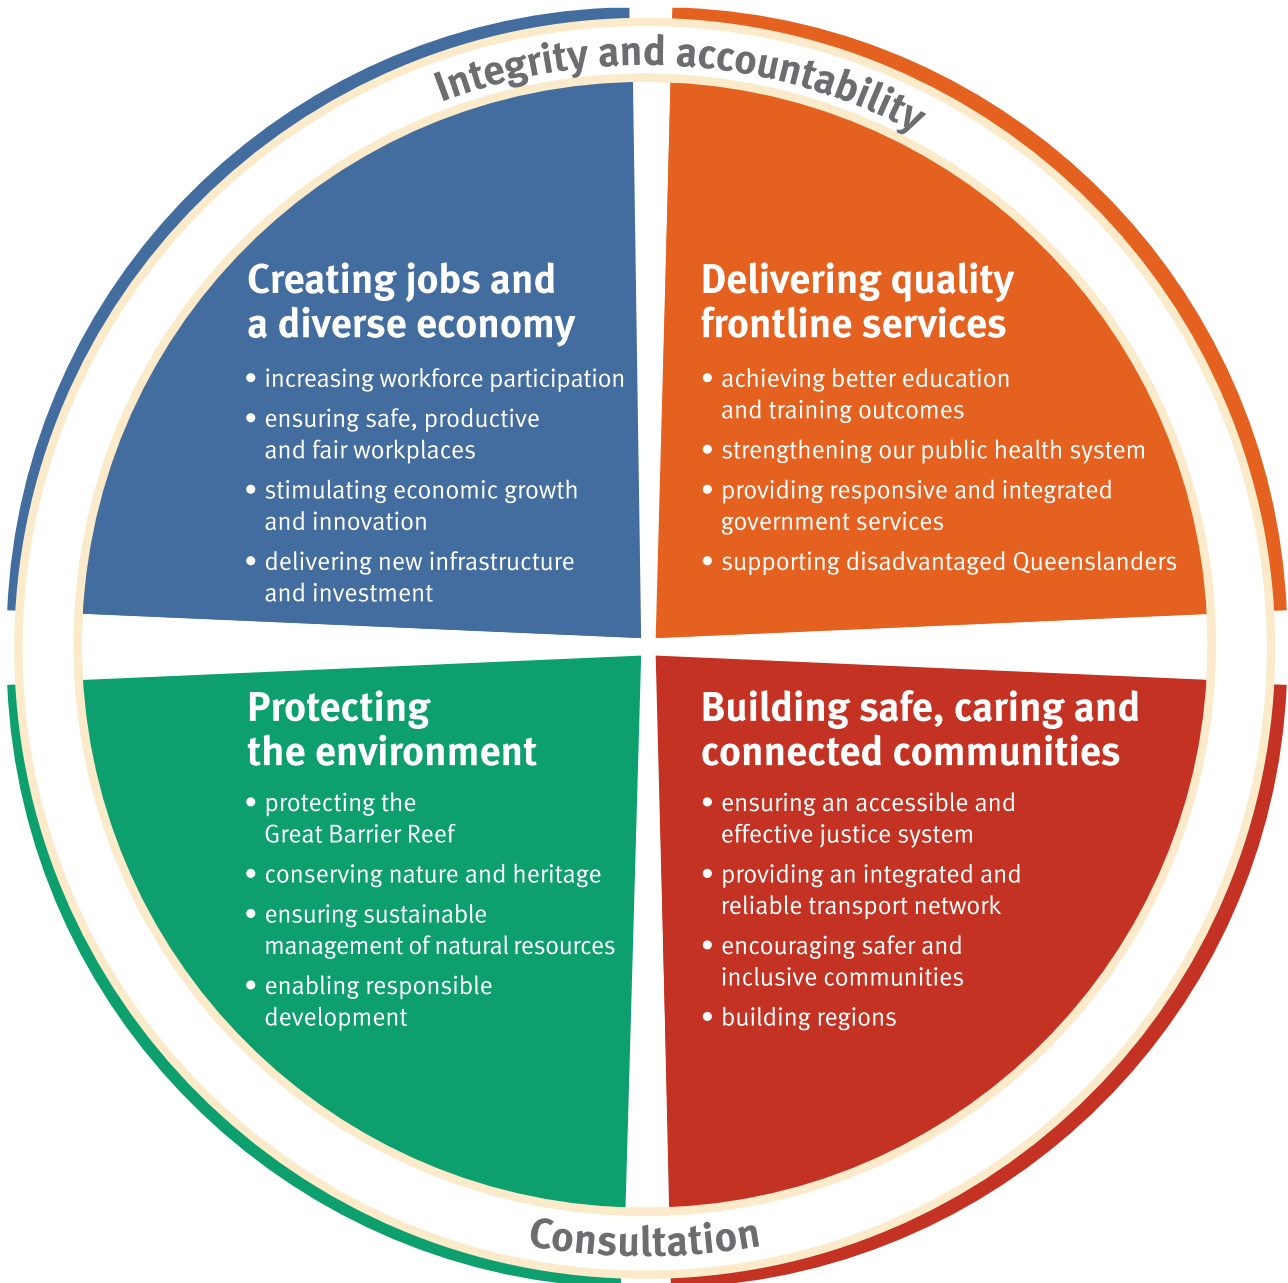 Integrity and accountability
Creating jobs and
a diverse economy
• increasing workforce participation
• ensuring safe, productive
and fair workplaces
• stimulating economic growth
and innovation
• delivering new infrastructure
and investment
Delivering quality
frontline services
• achieving better education
and training outcomes
• strengthening our public health system
• providing responsive and integrated
government services
• supporting disadvantaged Queenslanders
Protecting
the environment
• protecting the
Great Barrier Reef
• conserving nature and heritage
• ensuring sustainable
management of natural resources
• enabling responsible
development
Building safe, caring and
connected communities
• ensuring an accessible and
effective justice system
• providing an integrated and
reliable transport network
• encouraging safer and
inclusive communities
• building regions
Consultation